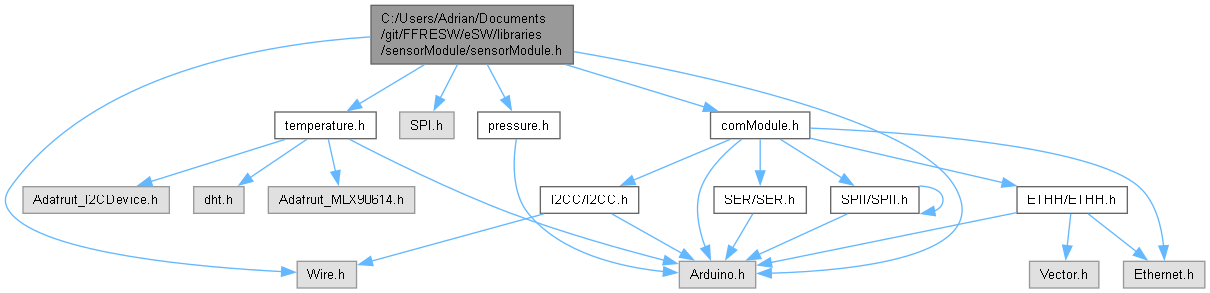 C:/Users/Adrian/Documents
/git/FFRESW/eSW/libraries
/sensorModule/sensorModule.h
temperature.h
SPI.h
pressure.h
comModule.h
Adafruit_I2CDevice.h
dht.h
Adafruit_MLX90614.h
I2CC/I2CC.h
SER/SER.h
SPII/SPII.h
ETHH/ETHH.h
Wire.h
Arduino.h
Vector.h
Ethernet.h